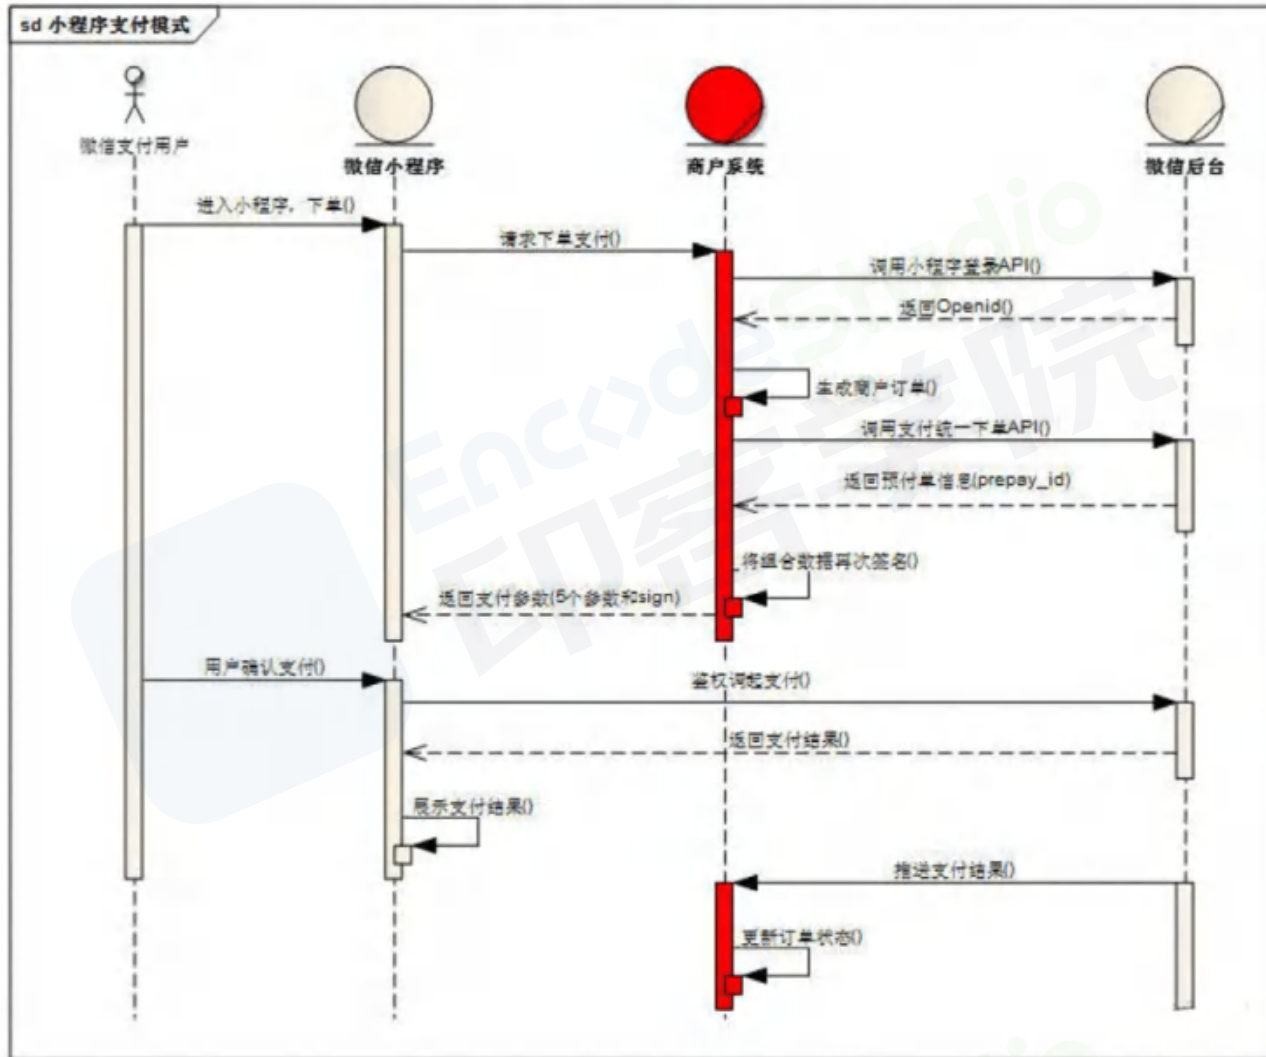 sd 小程序支付模式
微信支付用户
微信小程序
商户系统
微信后台
进入小程序，下单()
请求下单支付()
调用小程序登录API()
返回Openid()
生成商户订单()
调用支付统一下单API()
返回预付单信息(prepay_id)
将组合数据再次签名()
返回支付参数(5个参数和sign)
用户确认支付()
鉴权调起支付()
返回支付结果()
展示支付结果()
推送支付结果()
更新订单状态()
EncodeStudio
印客学院